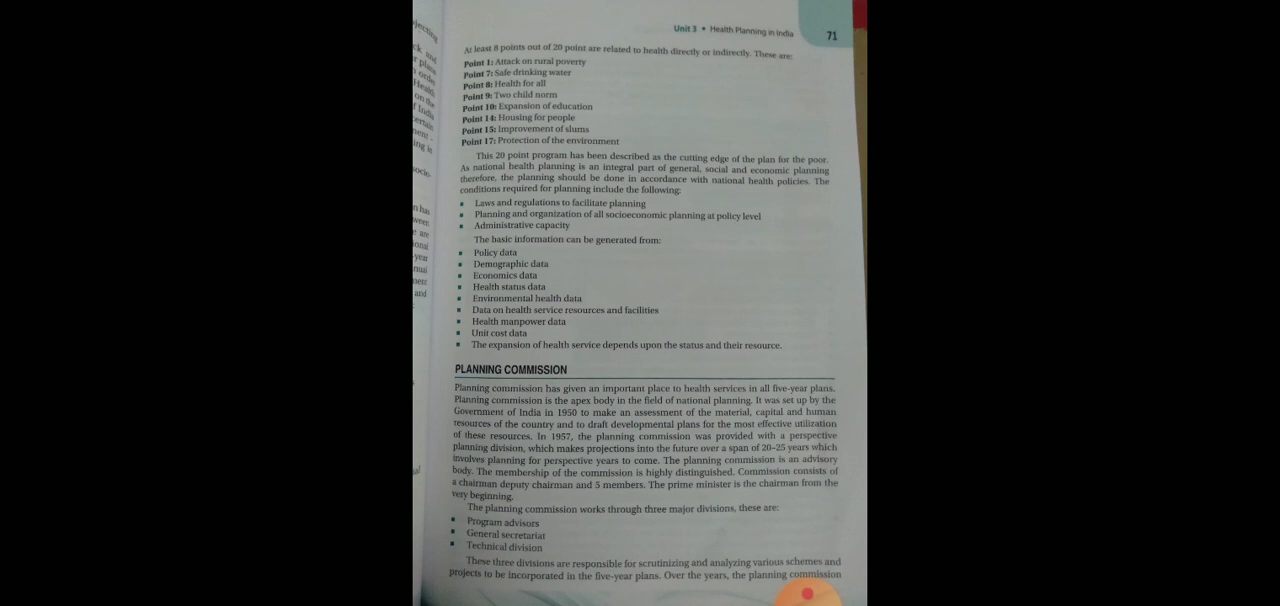 Unit 3 • Health Planning in India
71
At least 8 points out of 20 point are related to health directly or indirectly. These are:
Point 1: Attack on rural poverty
Point 7: Safe drinking water
Point 8: Health for all
Point 9: Two child norm
Point 10: Expansion of education
Point 14: Housing for people
Point 15: Improvement of slums
Point 17: Protection of the environment
This 20 point program has been described as the cutting edge of the plan for the poor.
As national health planning is an integral part of general, social and economic planning
therefore, the planning should be done in accordance with national health policies. The
conditions required for planning include the following:
▪ Laws and regulations to facilitate planning
▪ Planning and organization of all socioeconomic planning at policy level
▪ Administrative capacity
The basic information can be generated from:
▪ Policy data
▪ Demographic data
▪ Economics data
▪ Health status data
▪ Environmental health data
▪ Data on health service resources and facilities
▪ Health manpower data
▪ Unit cost data
▪ The expansion of health service depends upon the status and their resource.
PLANNING COMMISSION
Planning commission has given an important place to health services in all five-year plans.
Planning commission is the apex body in the field of national planning. It was set up by the
Government of India in 1950 to make an assessment of the material, capital and human
resources of the country and to draft developmental plans for the most effective utilization
of these resources. In 1957, the planning commission was provided with a perspective
planning division, which makes projections into the future over a span of 20–25 years which
involves planning for perspective years to come. The planning commission is an advisory
body. The membership of the commission is highly distinguished. Commission consists of
a chairman deputy chairman and 5 members. The prime minister is the chairman from the
very beginning.
The planning commission works through three major divisions, these are:
▪ Program advisors
▪ General secretariat
▪ Technical division
These three divisions are responsible for scrutinizing and analyzing various schemes and
projects to be incorporated in the five-year plans. Over the years, the planning commission